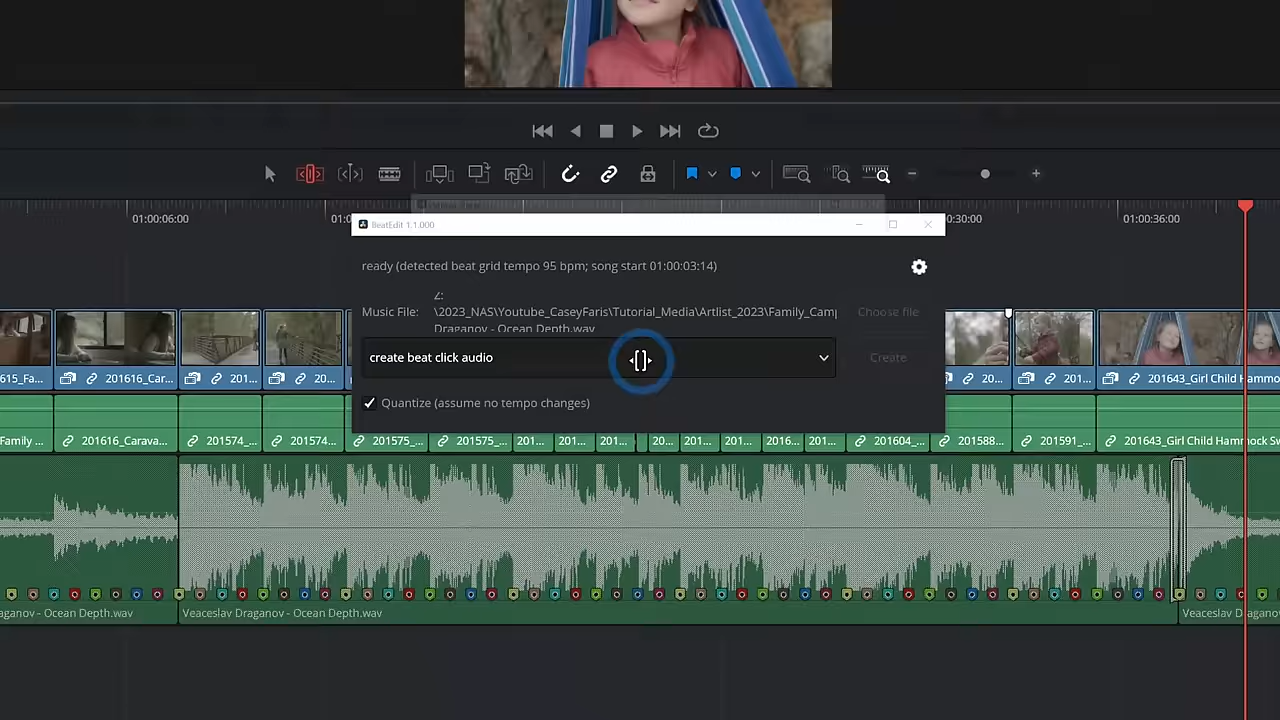 01:00:06:00
01:0
0:30:00
01:00:36:00
BeatEdit 1.1.000
ready (detected beat grid tempo 95 bpm; song start 01:00:03:14)
Z:
Music File: \2023_NAS\Youtube_CaseyFaris\Tutorial_Media\Artlist_2023\Family_Camp
Draganov - Ocean Depth.wav
Choose file
create beat click audio
Create
Quantize (assume no tempo changes)
615_Fa... 201616_Car... 201... 20... 20... 201... 201643_Girl Child Hammo
Family ... 201616_Carava... 201574_... 201574... 201575_... 201575_... 201... 201... 201... 20... 201... 201... 2016... 201... 201604_... 201588... 201591_... 201643_Girl Child Hammock Sw
aganov - Ocean Depth.wav Veaceslav Draganov - Ocean Depth.wav Veaceslav Draganov